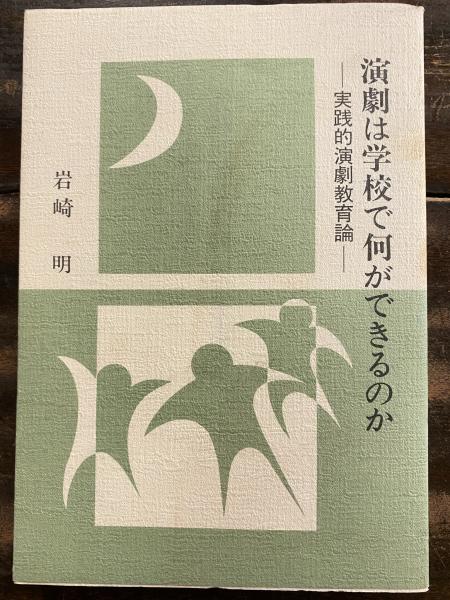 演劇は学校で何ができるのか
―実践的演劇教育論―
岩崎 明